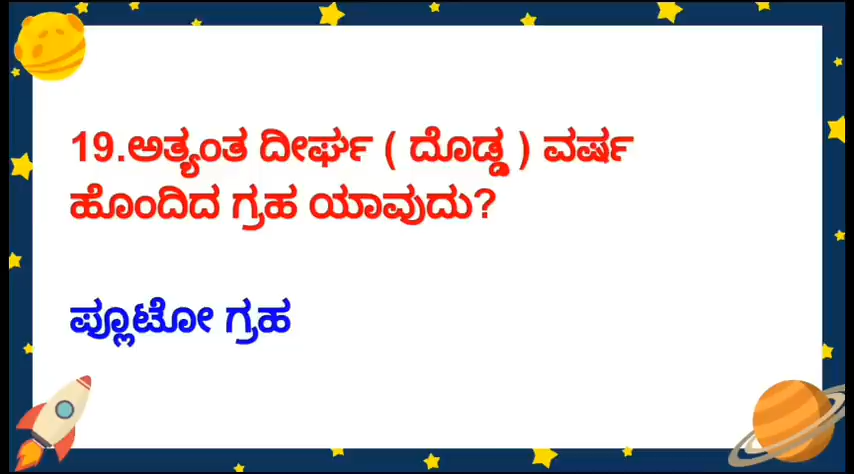 19.ಅತ್ಯಂತ ದೀರ್ಘ ( ದೊಡ್ಡ ) ವರ್ಷ
ಹೊಂದಿದ ಗ್ರಹ ಯಾವುದು?
ಪ್ಲೂಟೋ ಗ್ರಹ